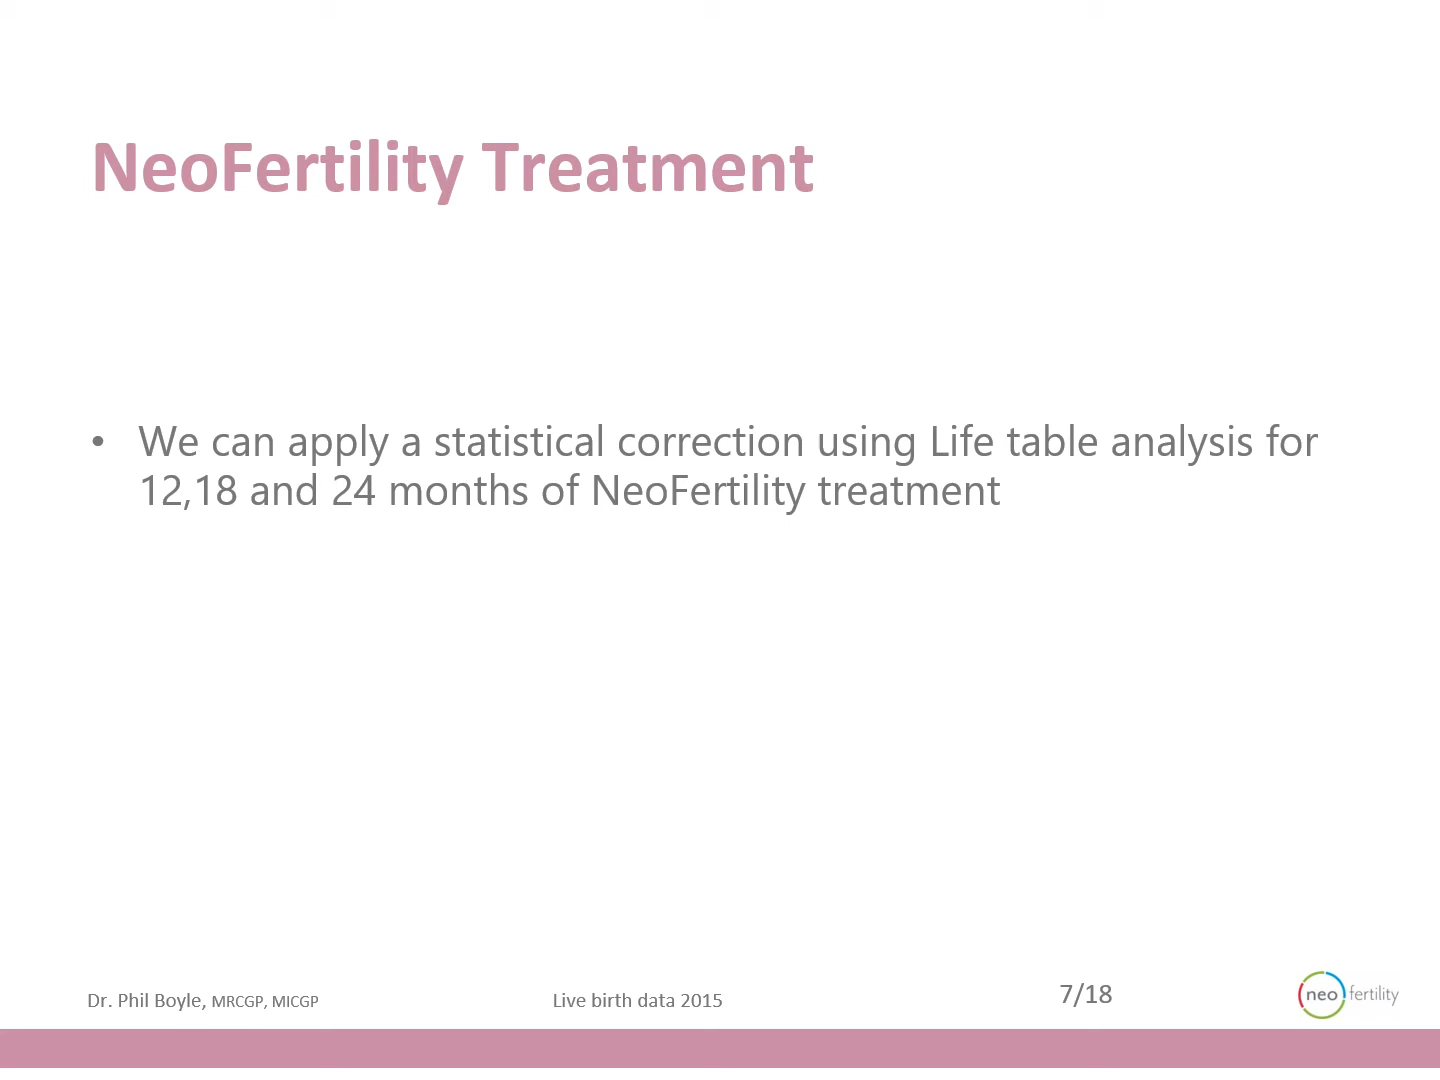 NeoFertility Treatment
• We can apply a statistical correction using Life table analysis for
12,18 and 24 months of NeoFertility treatment
Dr. Phil Boyle, MRCGP, MICGP
Live birth data 2015
7/18
neo fertility